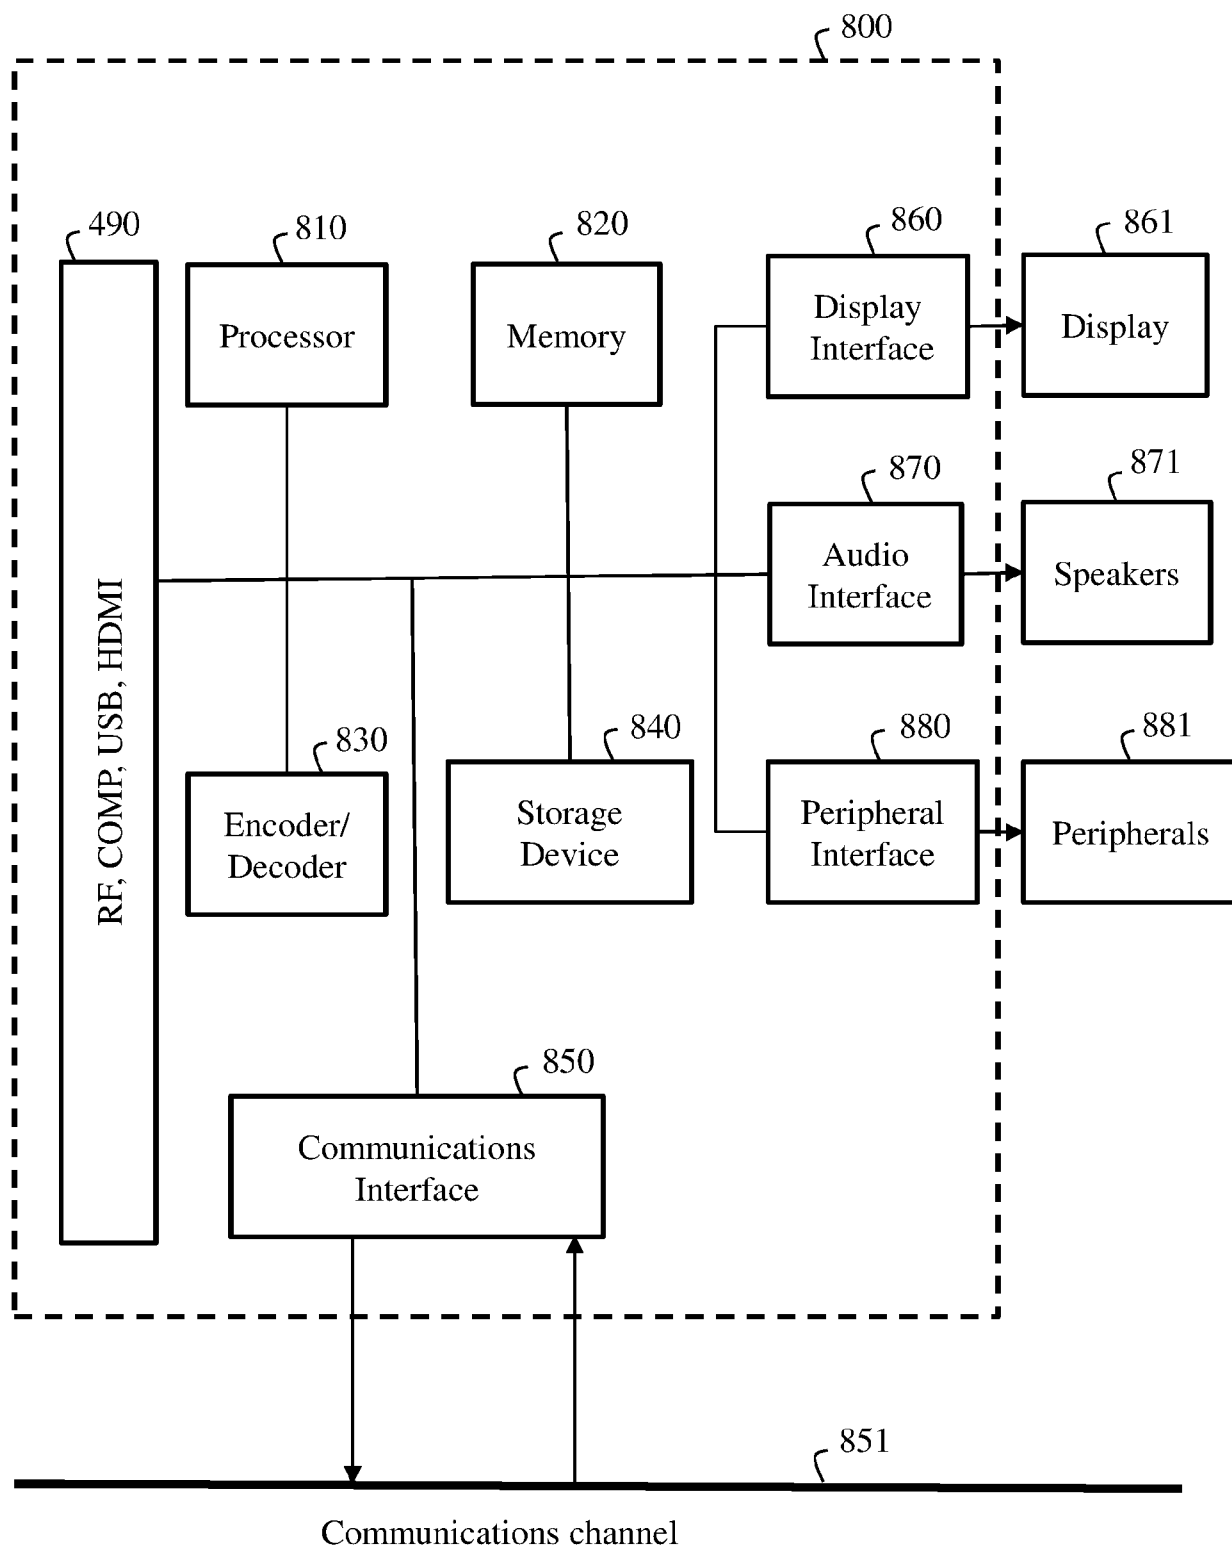 800
490
810
820
860
861
Processor
Memory
Display
Interface
Display
870
871
Audio
Interface
Speakers
RF, COMP, USB, HDMI
830
840
880
881
Encoder/
Decoder
Storage
Device
Peripheral
Interface
Peripherals
850
Communications
Interface
851
Communications channel